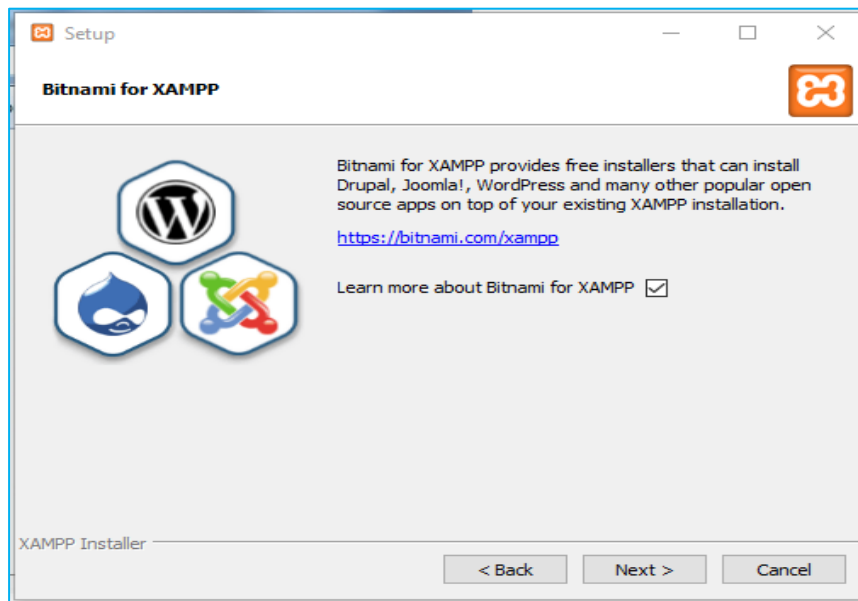 Setup
Bitnami for XAMPP
Bitnami for XAMPP provides free installers that can install
Drupal, Joomla!, WordPress and many other popular open
source apps on top of your existing XAMPP installation.
https://bitnami.com/xampp
Learn more about Bitnami for XAMPP
XAMPP Installer
< Back
Next >
Cancel